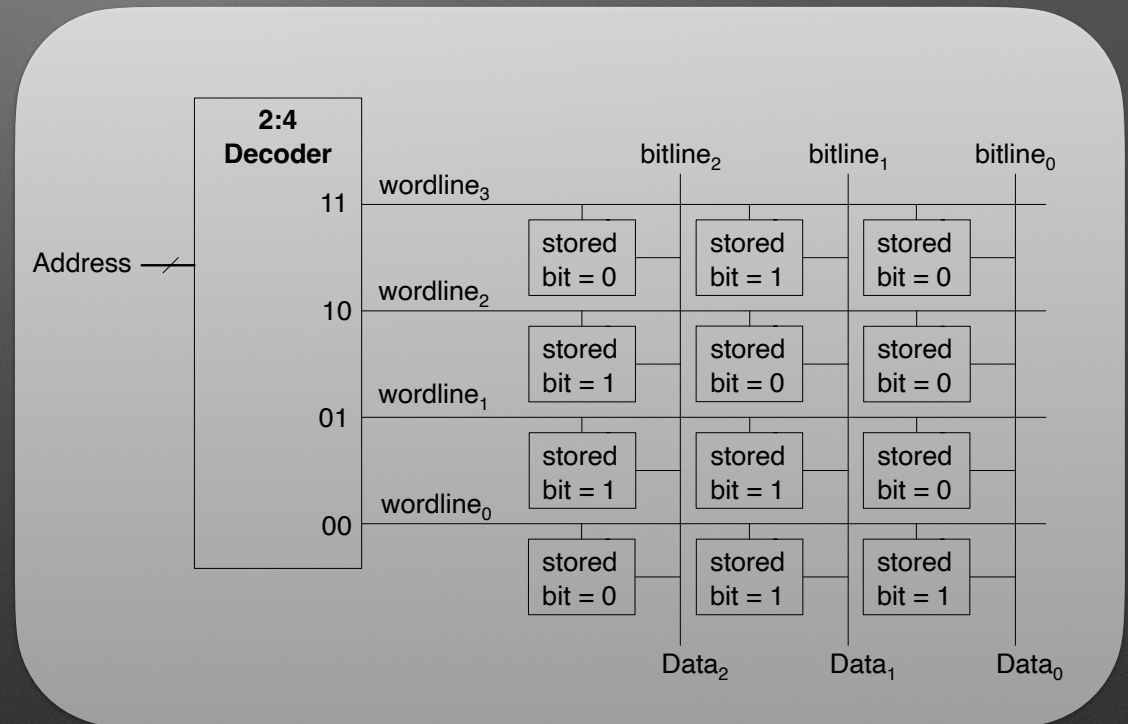 2:4
Decoder
bitline₂ bitline₁ bitline₀
wordline₃
11
stored stored stored
bit = 0 bit = 1 bit = 0
Address
wordline₂
10
stored stored stored
bit = 1 bit = 0 bit = 0
wordline₁
01
stored stored stored
bit = 1 bit = 1 bit = 0
wordline₀
00
stored stored stored
bit = 0 bit = 1 bit = 1
Data₂ Data₁ Data₀